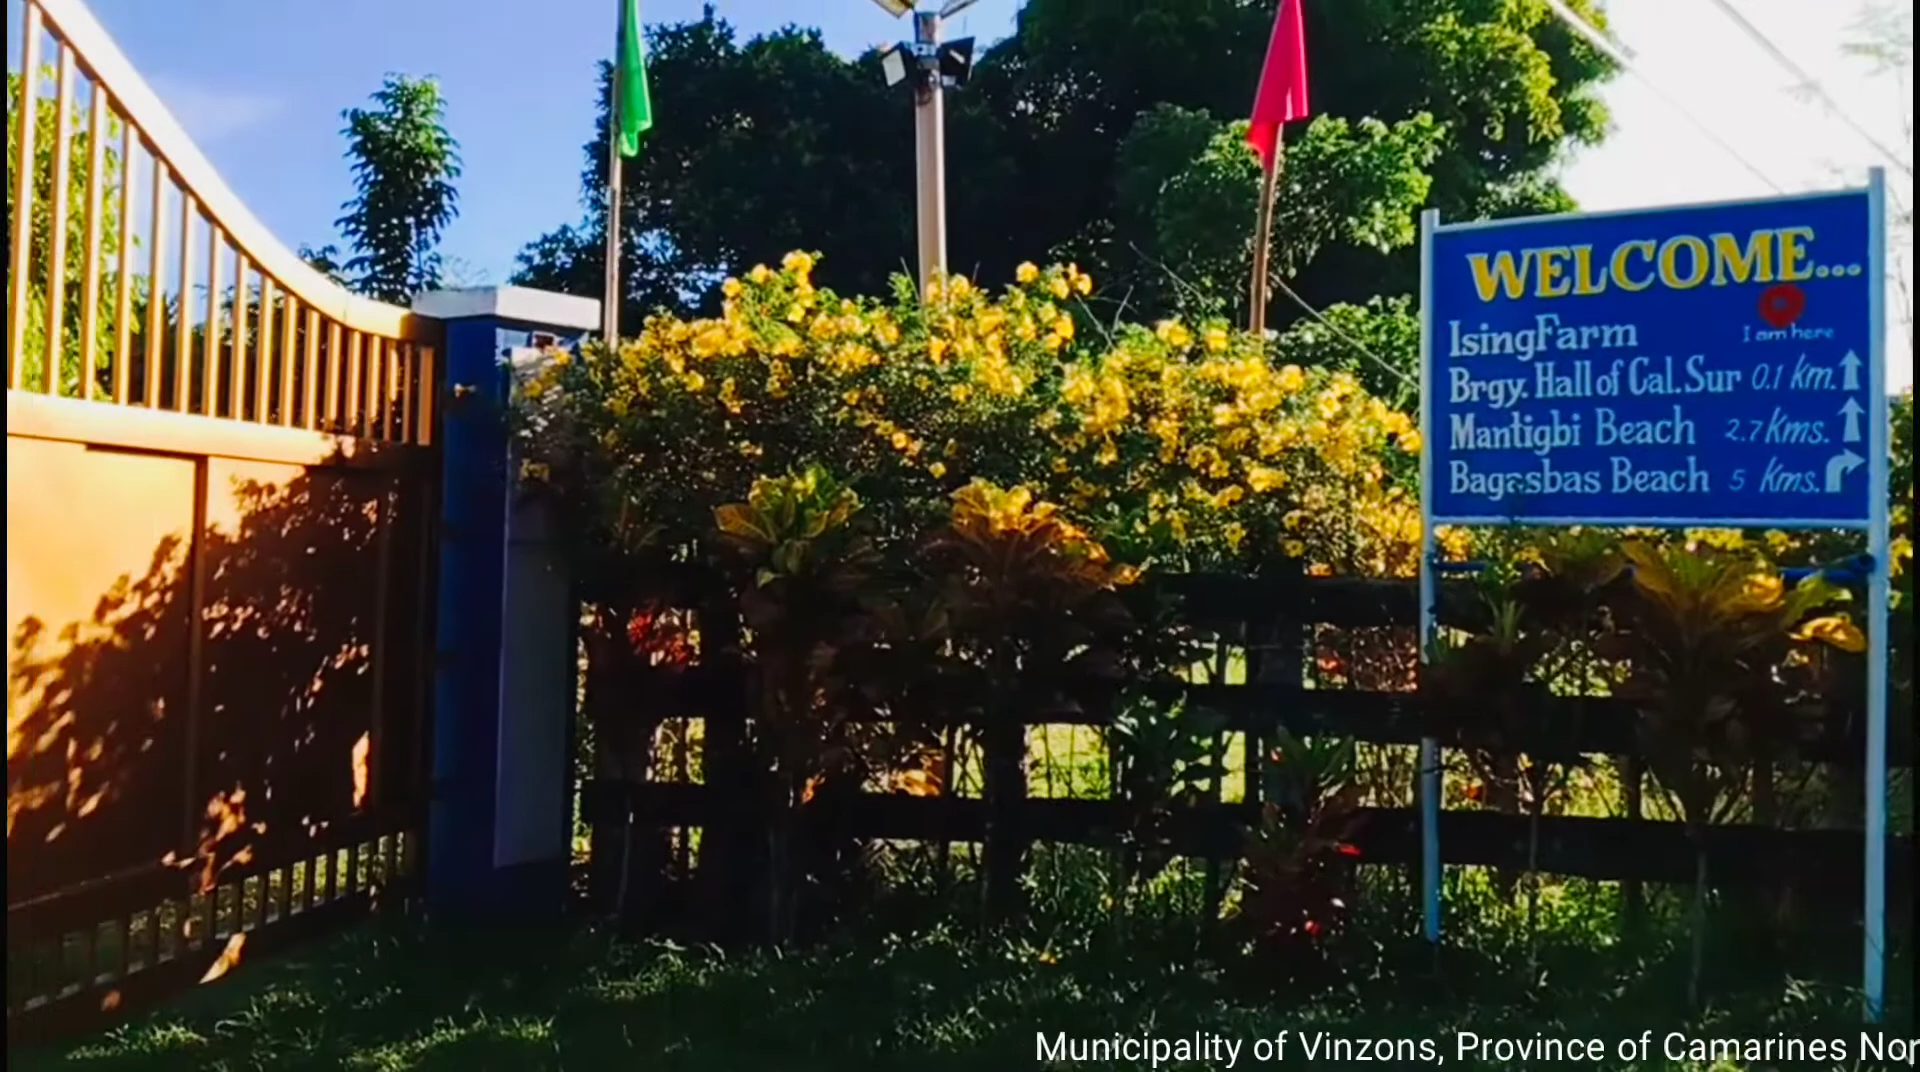 WELCOME...
IsingFarm I am here
Brgy. Hall of Cal.Sur 0.1 km.
Mantigbi Beach 2.7 kms.
Bagasbas Beach 5 kms.
Municipality of Vinzons, Province of Camarines Nor